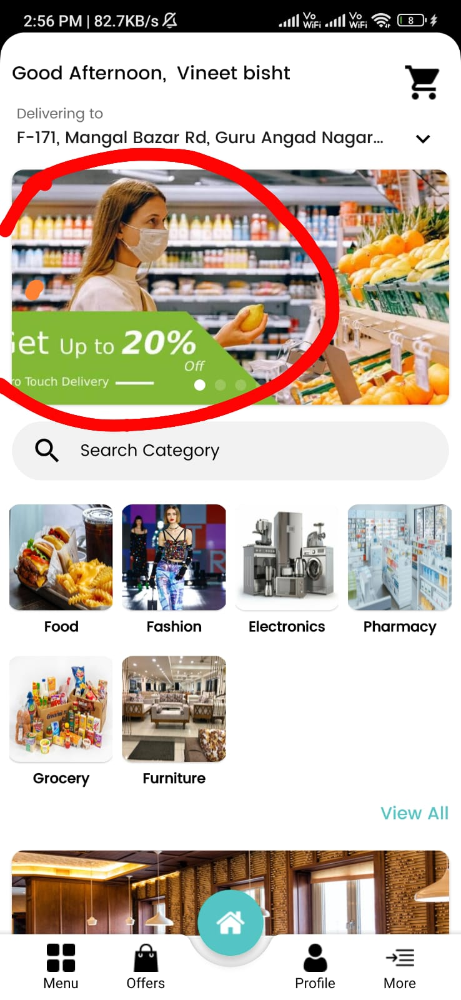 2:56 PM | 82.7KB/s
Vo WiFi Vo WiFi 8
Good Afternoon, Vineet bisht
Delivering to
F-171, Mangal Bazar Rd, Guru Angad Nagar...
et Up to 20%
Off
ro Touch Delivery
Search Category
Food Fashion Electronics Pharmacy
Groceries
Grocery Furniture
View All
Menu Offers Profile More